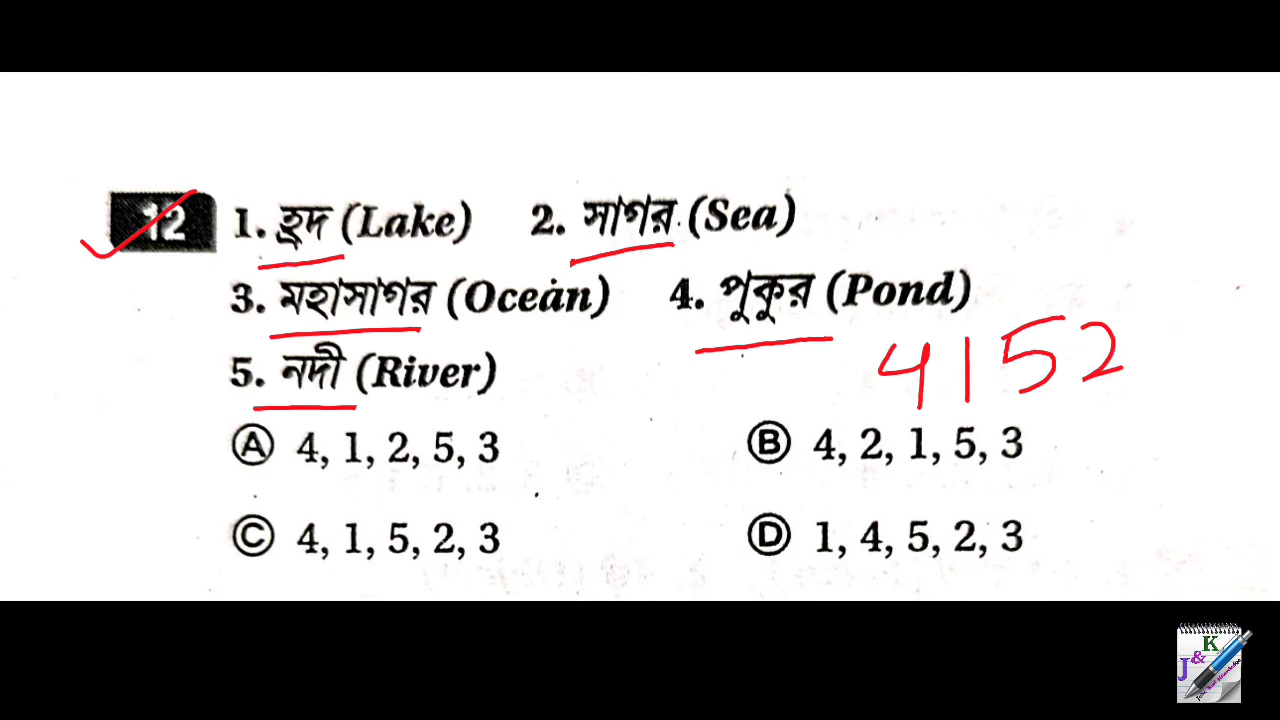 12 1. হ্রদ (Lake) 2. সাগর (Sea)
3. মহাসাগর (Ocean) 4. পুকুর (Pond)
5. নদী (River)
4152
A 4, 1, 2, 5, 3 B 4, 2, 1, 5, 3
C 4, 1, 5, 2, 3 D 1, 4, 5, 2, 3
J&K